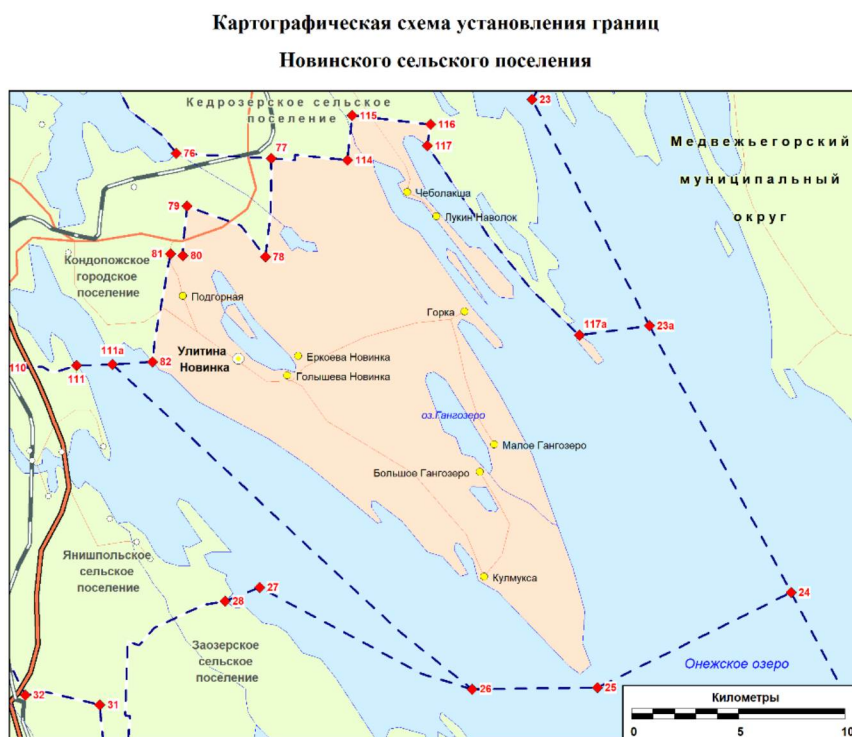 Картографическая схема установления границ
Новинского сельского поселения
Кедрозерское сельское
поселение
23
115
116
76
77
114
117
Медвежьегорский
муниципальный
округ
Чеболакша
79
Лукин Наволок
Кондопожское
городское
поселение
81
80
78
Подгорная
Горка
117а
23а
110
111
111а
82
Улитина
Новинка
Еркоева Новинка
Голышева Новинка
оз.Гангозеро
Малое Гангозеро
Большое Гангозеро
Янишпольское
сельское
поселение
Кулмукса
27
28
24
Заозерское
сельское
поселение
Онежское озеро
32
31
26
25
Километры
0
5
10